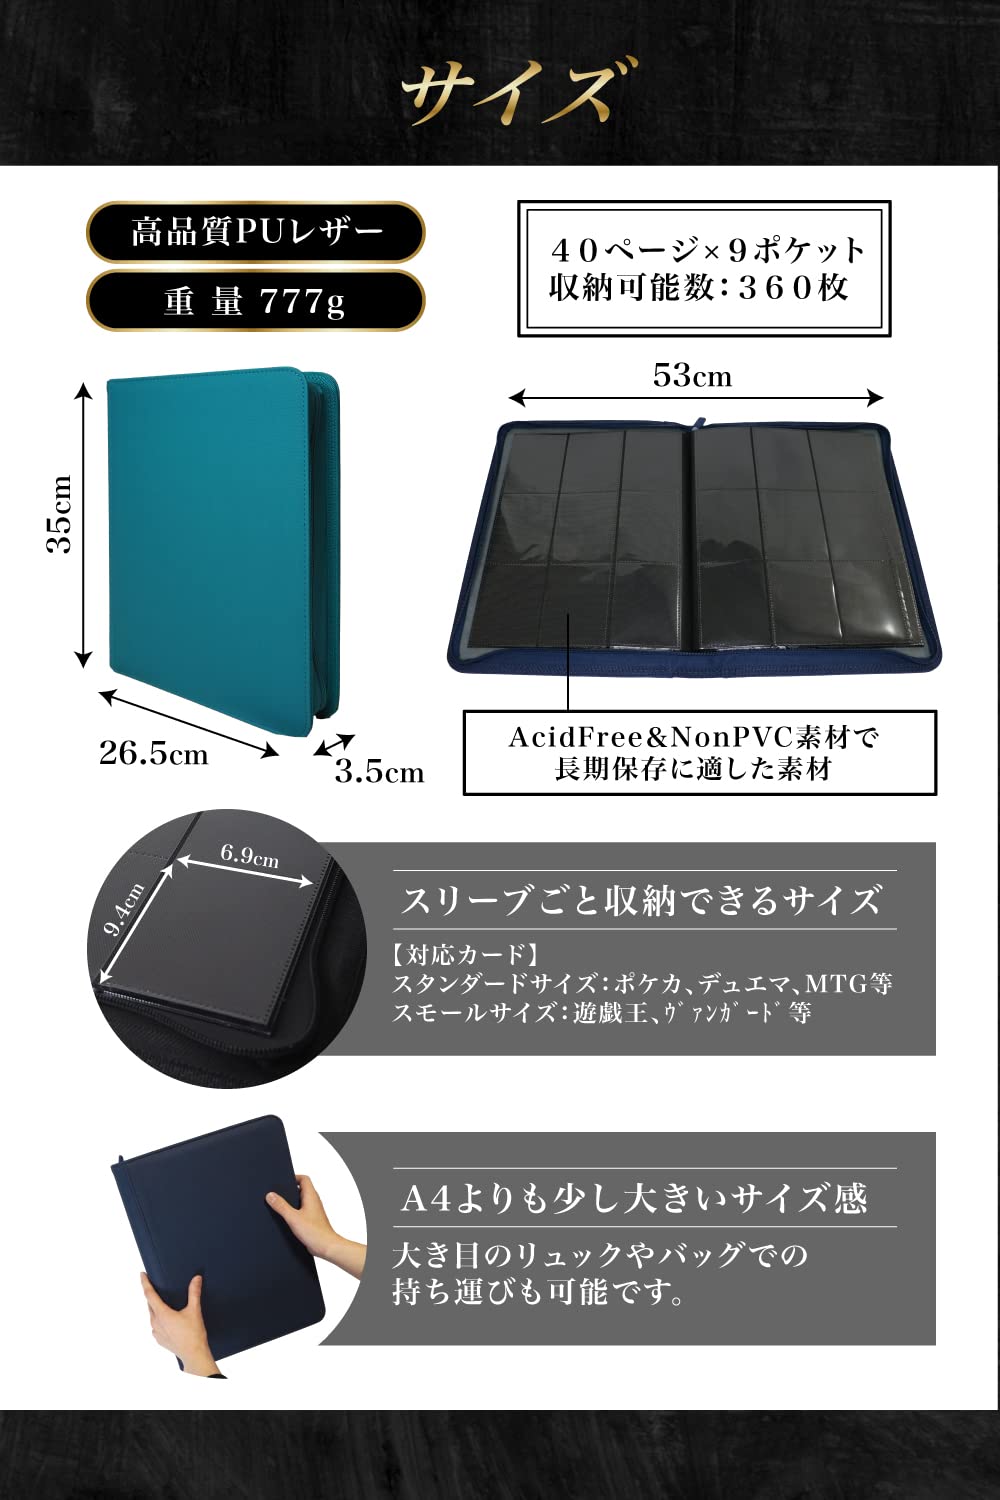 サイズ
高品質PUレザー
重量 777g
40ページ×9ポケット
収納可能数:360枚
53cm
35cm
26.5cm
3.5cm
AcidFree&NonPVC素材で
長期保存に適した素材
6.9cm
9.4cm
スリーブごと収納できるサイズ
【対応カード】
スタンダードサイズ:ポケカ、デュエマ、MTG等
スモールサイズ:遊戯王、ヴァンガード等
A4よりも少し大きいサイズ感
大き目のリュックやバッグでの
持ち運びも可能です。